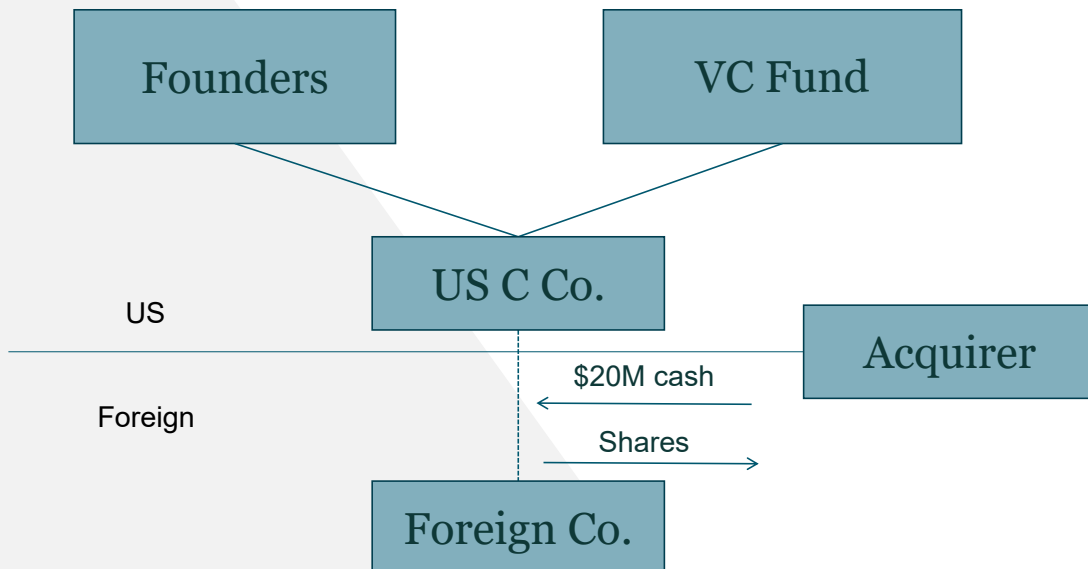 Founders
VC Fund
US C Co.
US
Acquirer
$20M cash
Foreign
Shares
Foreign Co.